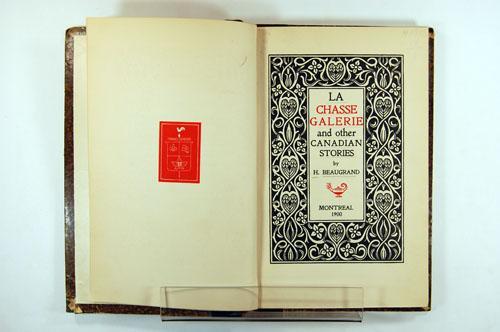 LA
CHASSE
GALERIE
and other
CANADIAN
STORIES
by
H. BEAUGRAND
MONTREAL
1900